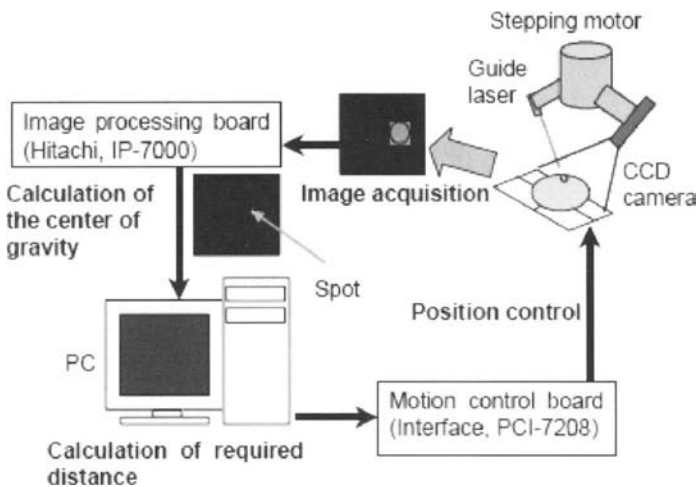 Stepping motor
Guide
laser
Image processing board
(Hitachi, IP-7000)
Image acquisition
CCD
camera
Calculation of
the center of
gravity
Spot
Position control
PC
Motion control board
(Interface, PCI-7208)
Calculation of required
distance